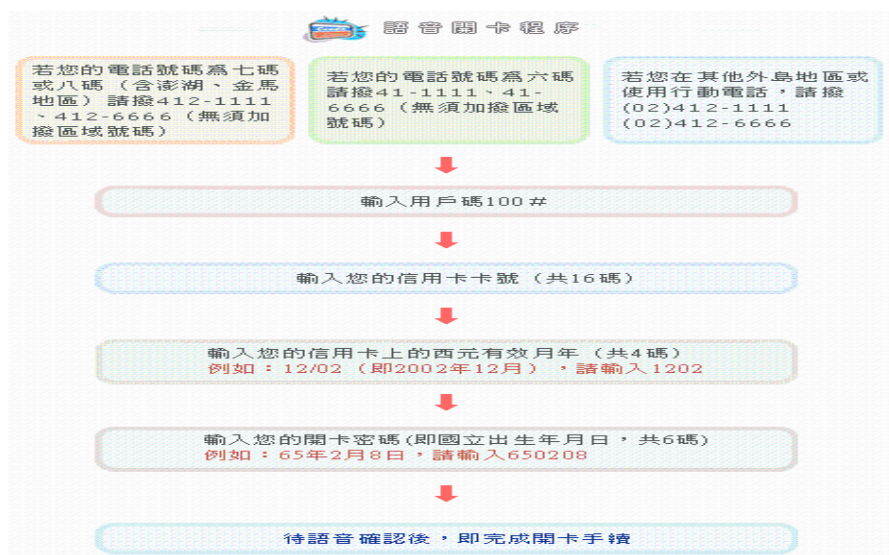 語音開卡程序
若您的電話號碼為七碼
或八碼（含澎湖、金馬
地區）請撥412-1111
、412-6666（無須加
撥區域號碼）
若您的電話號碼為六碼
請撥41-1111、41-
6666（無須加撥區域
號碼）
若您在其他外島地區或
使用行動電話，請撥
(02)412-1111
(02)412-6666
輸入用戶碼100#
輸入您的信用卡卡號（共16碼）
輸入您的信用卡上的西元有效月年（共4碼）
例如：12/02（即2002年12月），請輸入1202
輸入您的開卡密碼(即國立出生年月日，共6碼)
例如：65年2月8日，請輸入650208
待語音確認後，即完成開卡手續